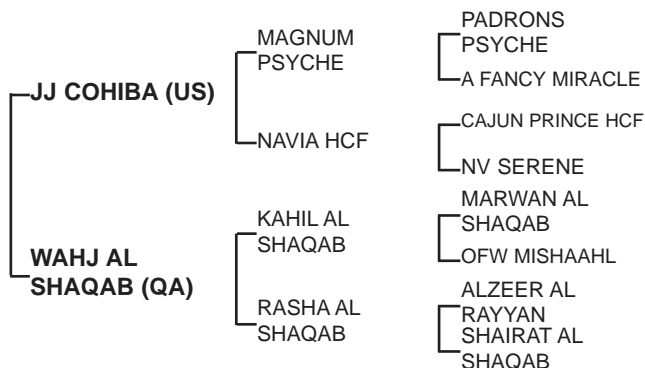 PADRONS
PSYCHE
MAGNUM
PSYCHE
A FANCY MIRACLE
JJ COHIBA (US)
CAJUN PRINCE HCF
NAVIA HCF
NV SERENE
MARWAN AL
SHAQAB
KAHIL AL
SHAQAB
OFW MISHAAHL
WAHJ AL
SHAQAB (QA)
ALZEER AL
RAYYAN
RASHA AL
SHAQAB
SHAIRAT AL
SHAQAB